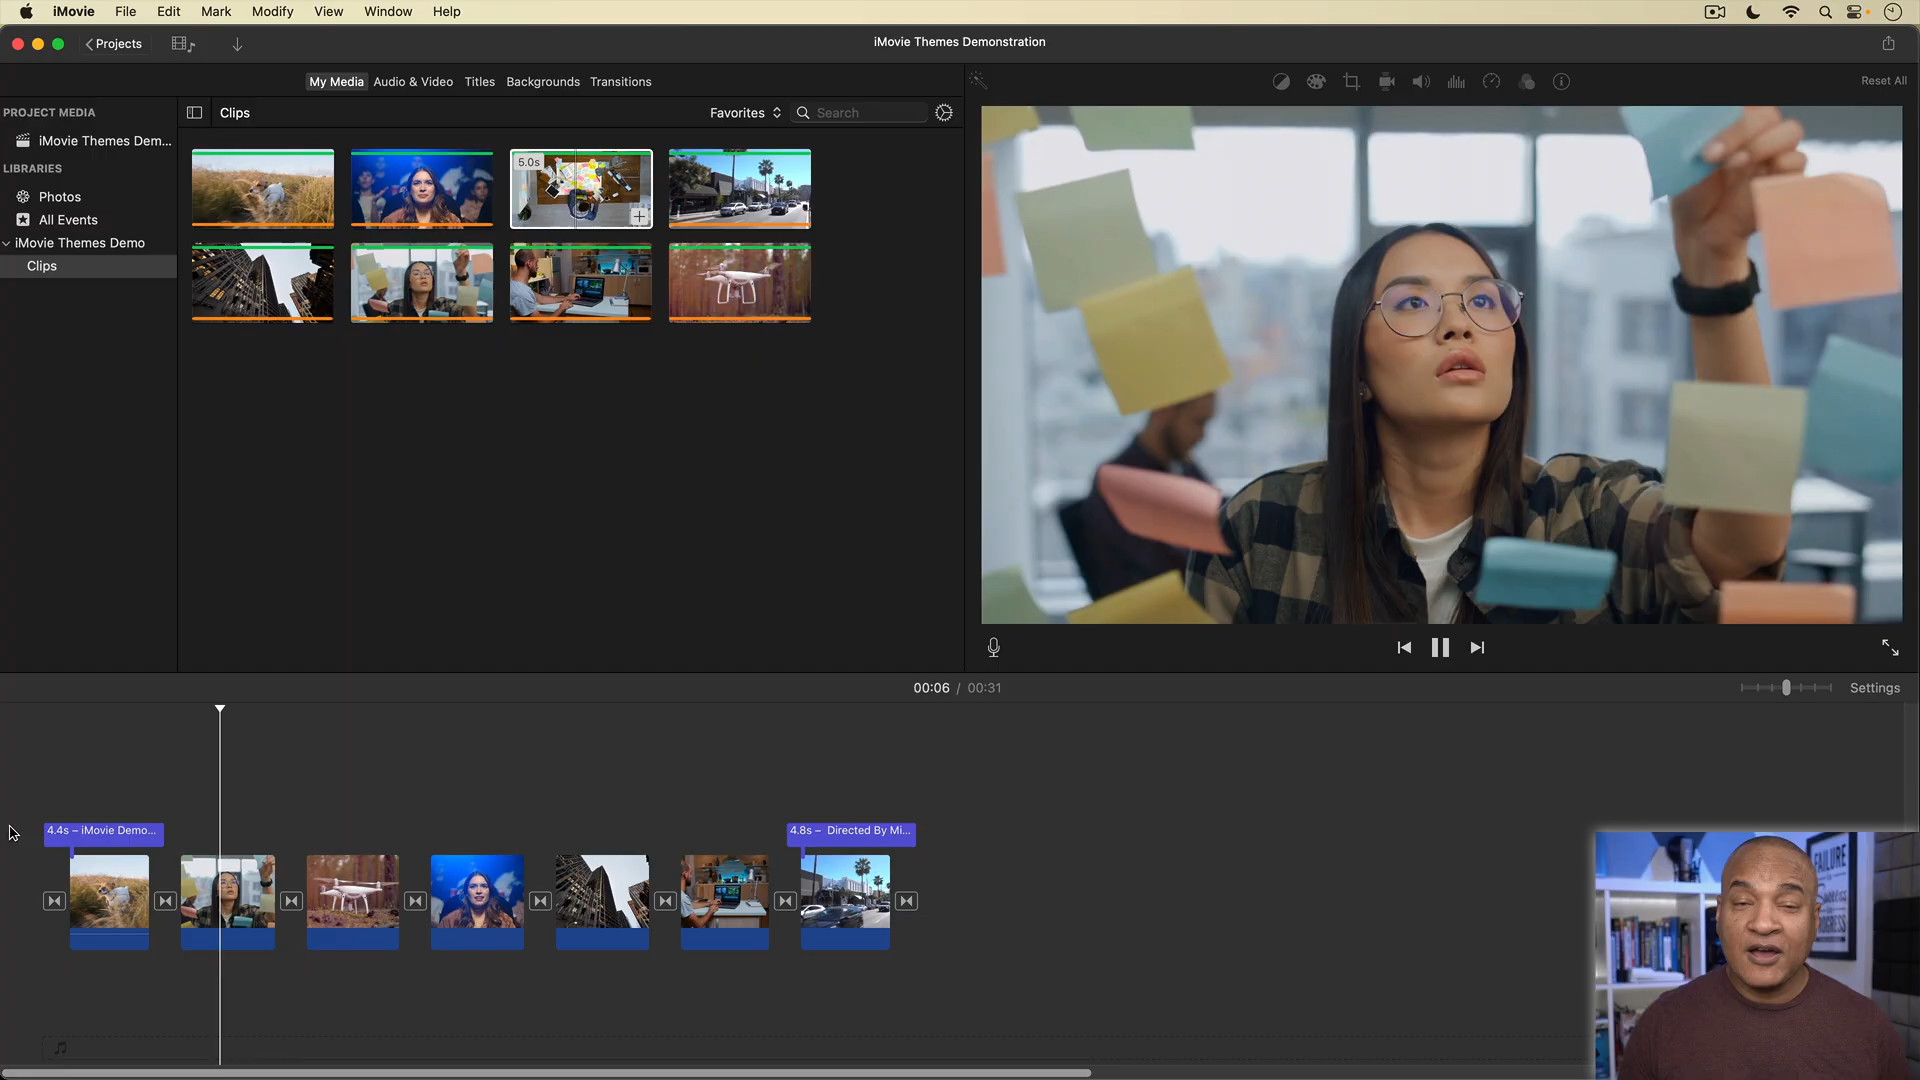 iMovie File Edit Mark Modify View Window Help
Projects
iMovie Themes Demonstration
My Media Audio & Video Titles Backgrounds Transitions
Reset All
PROJECT MEDIA
Clips
Favorites
Search
iMovie Themes Dem...
LIBRARIES
Photos
All Events
iMovie Themes Demo
Clips
5.0s
00:06 / 00:31
Settings
4.4s – iMovie Demo...
4.8s – Directed By Mi...
FAILURE
PROGRESS